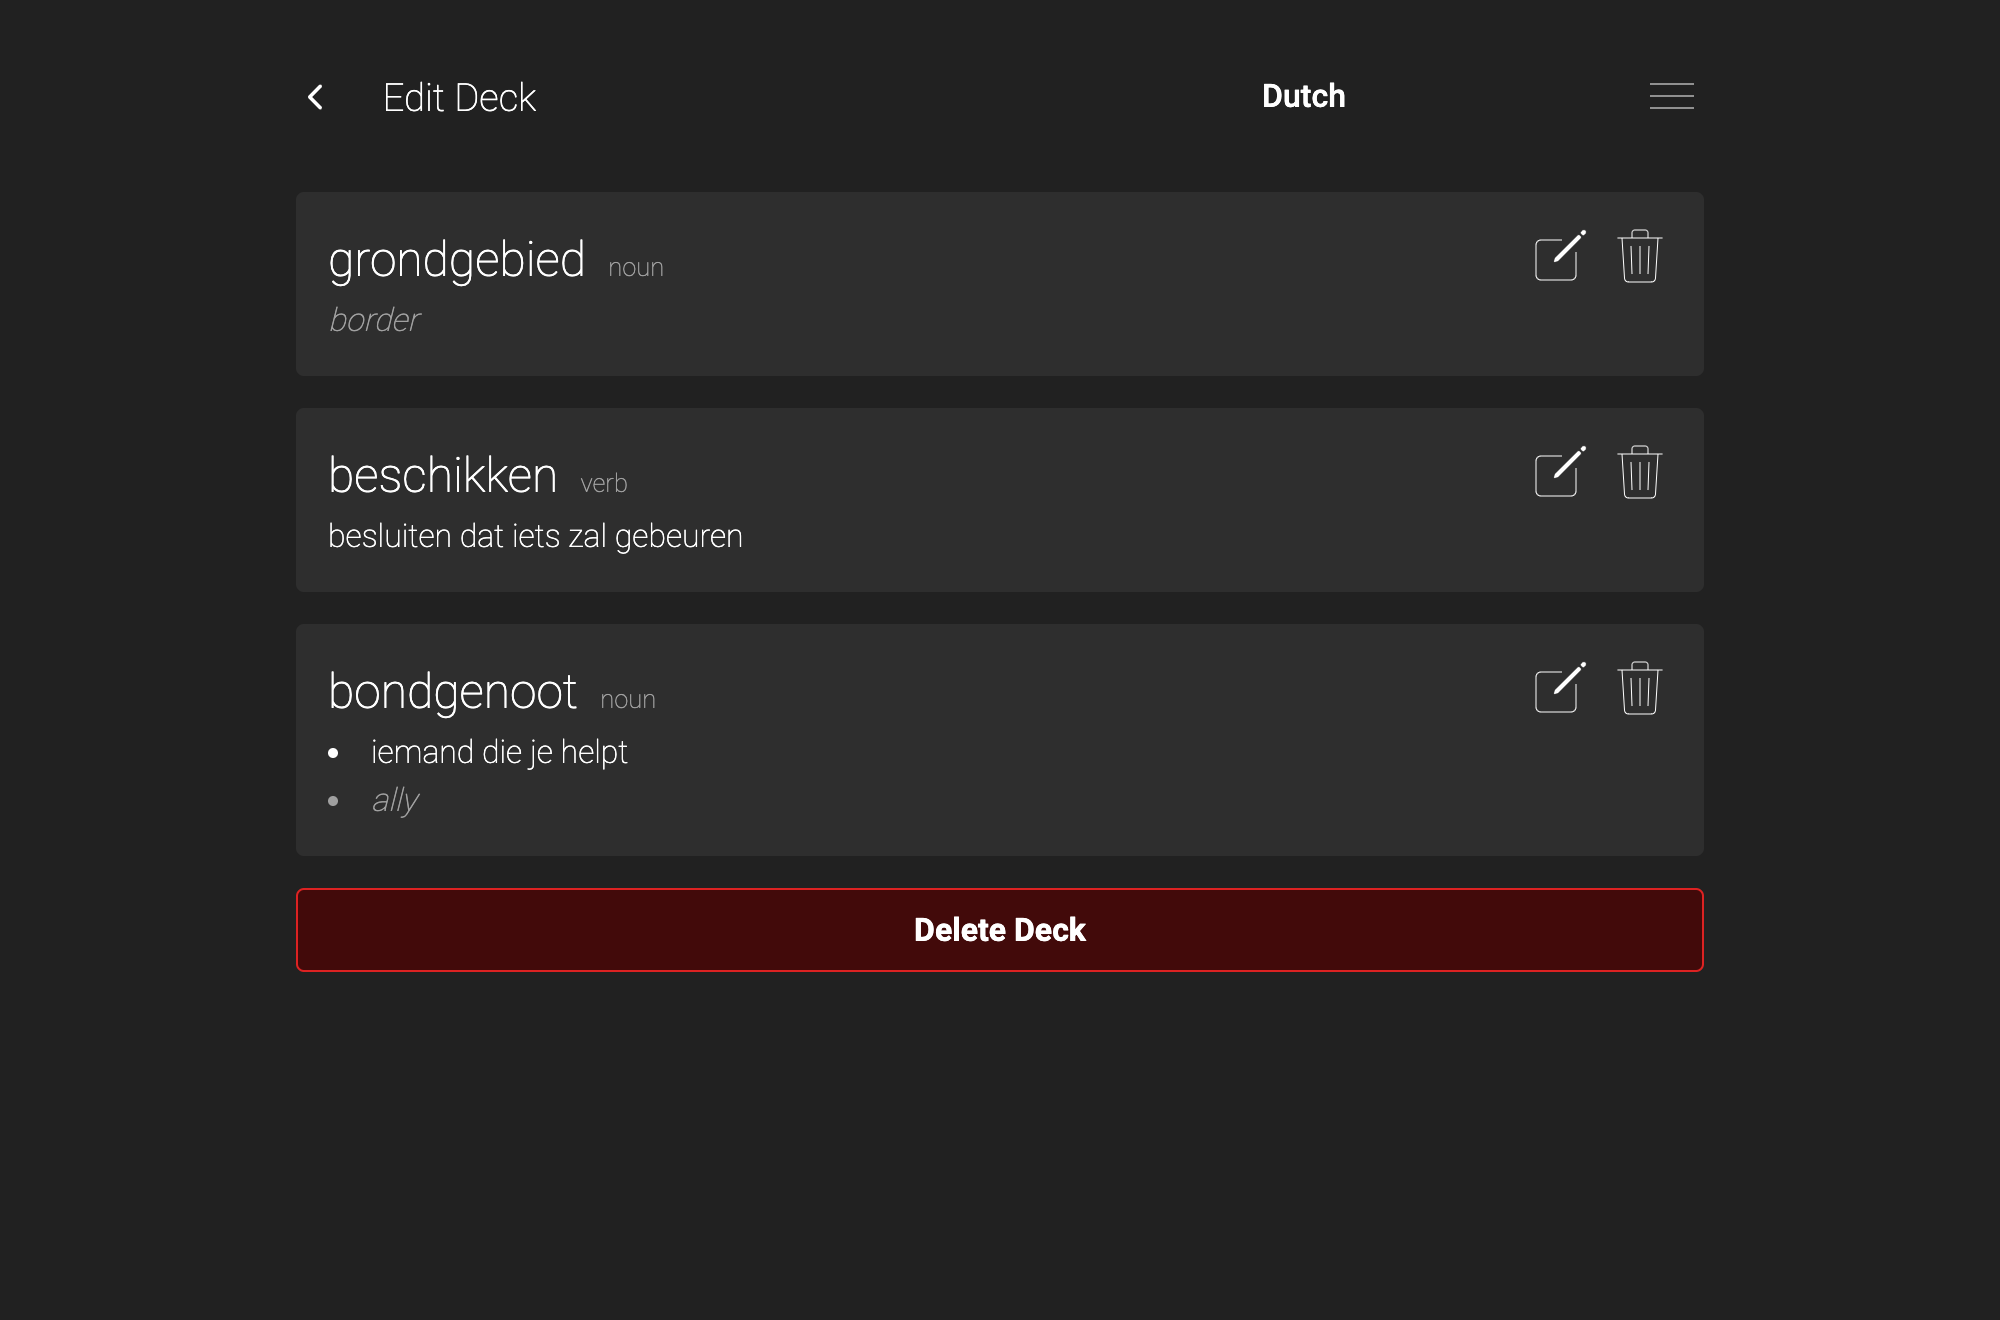 Edit Deck
Dutch
grondgebied noun
border
beschikken verb
besluiten dat iets zal gebeuren
bondgenoot noun
iemand die je helpt
ally
Delete Deck